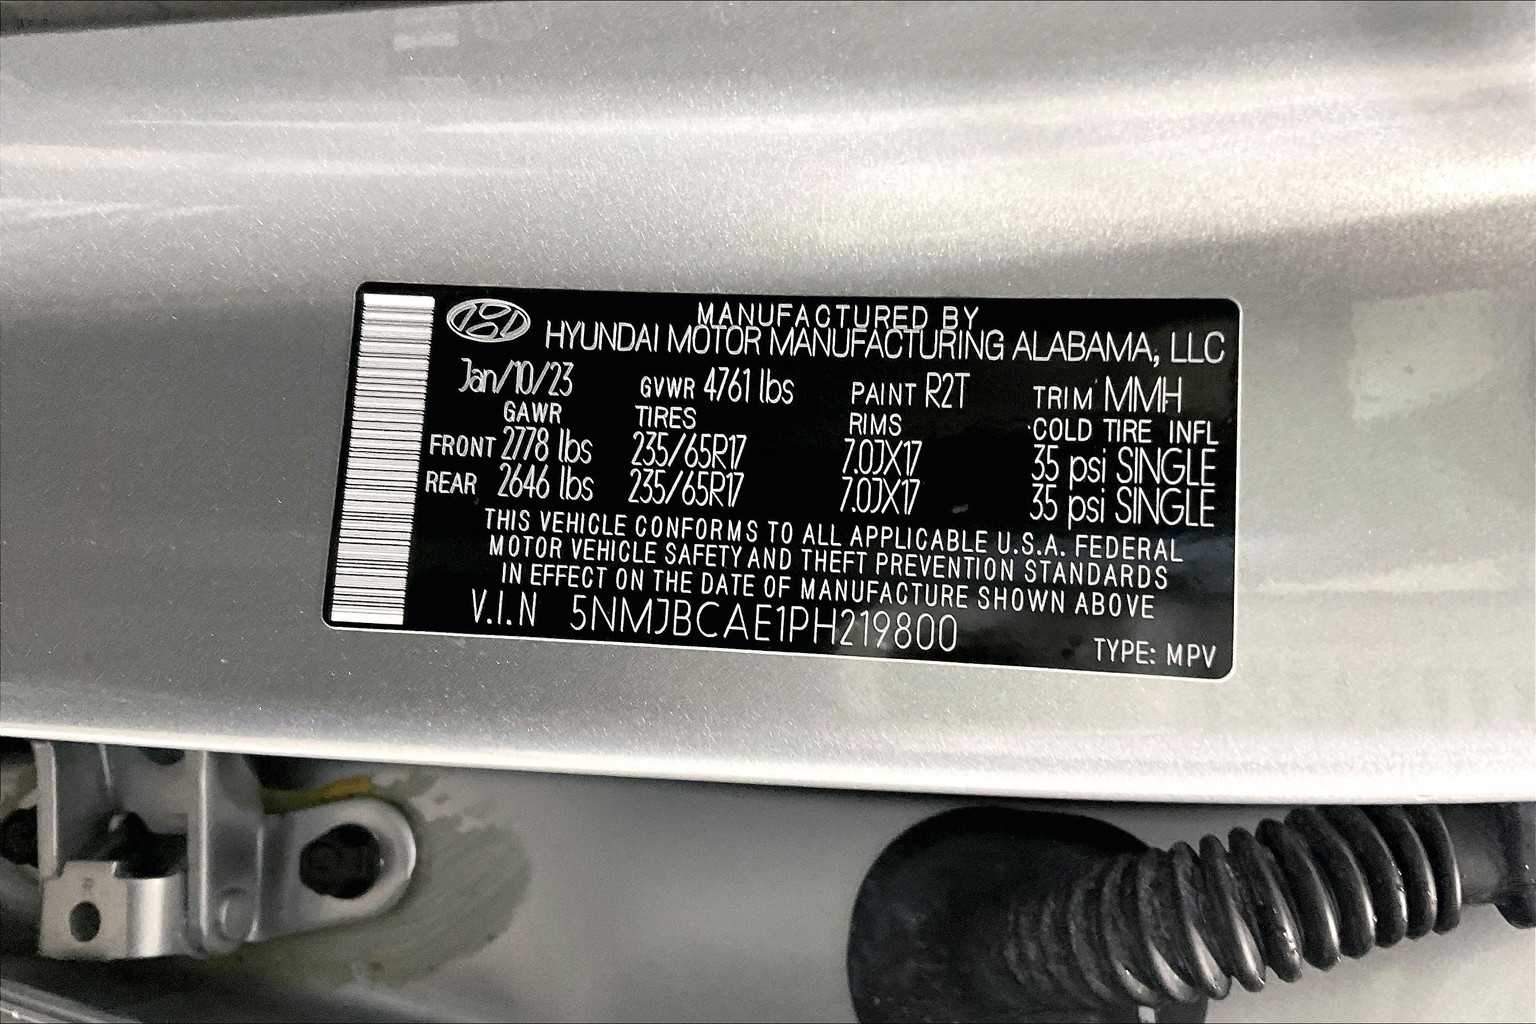 MANUFACTURED BY
HYUNDAI MOTOR MANUFACTURING ALABAMA, LLC
Jan/10/23 GVWR 4761 lbs PAINT R2T TRIM MMH
GAWR TIRES RIMS COLD TIRE INFL
FRONT 2778 lbs 235/65R17 7.0JX17 35 psi SINGLE
REAR 2646 lbs 235/65R17 7.0JX17 35 psi SINGLE
THIS VEHICLE CONFORMS TO ALL APPLICABLE U.S.A. FEDERAL
MOTOR VEHICLE SAFETY AND THEFT PREVENTION STANDARDS
IN EFFECT ON THE DATE OF MANUFACTURE SHOWN ABOVE
V.I.N 5NMJBCAE1PH219800
TYPE: MPV